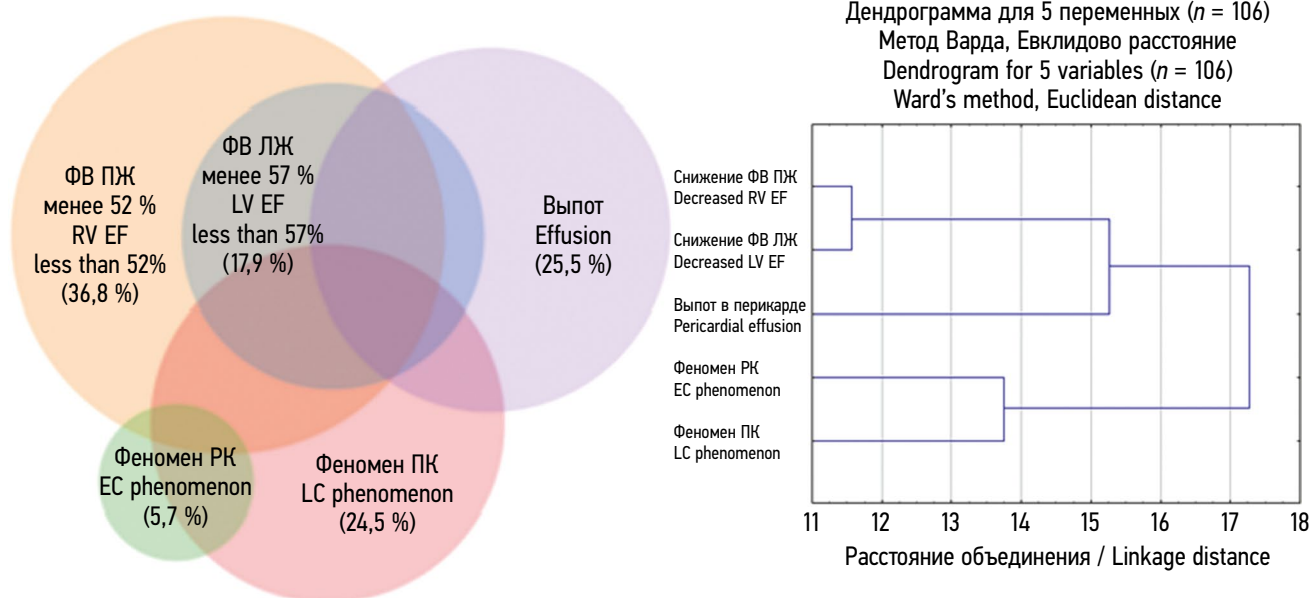 ФВ ПЖ
менее 52 %
RV EF
less than 52%
(36,8 %)
ФВ ЛЖ
менее 57 %
LV EF
less than 57%
(17,9 %)
Выпот
Effusion
(25,5 %)
Феномен РК
EC phenomenon
(5,7 %)
Феномен ПК
LC phenomenon
(24,5 %)
Дендрограмма для 5 переменных (n = 106)
Метод Варда, Евклидово расстояние
Dendrogram for 5 variables (n = 106)
Ward's method, Euclidean distance
Снижение ФВ ПЖ
Decreased RV EF
Снижение ФВ ЛЖ
Decreased LV EF
Выпот в перикарде
Pericardial effusion
Феномен РК
EC phenomenon
Феномен ПК
LC phenomenon
11 12 13 14 15 16 17 18
Расстояние объединения / Linkage distance